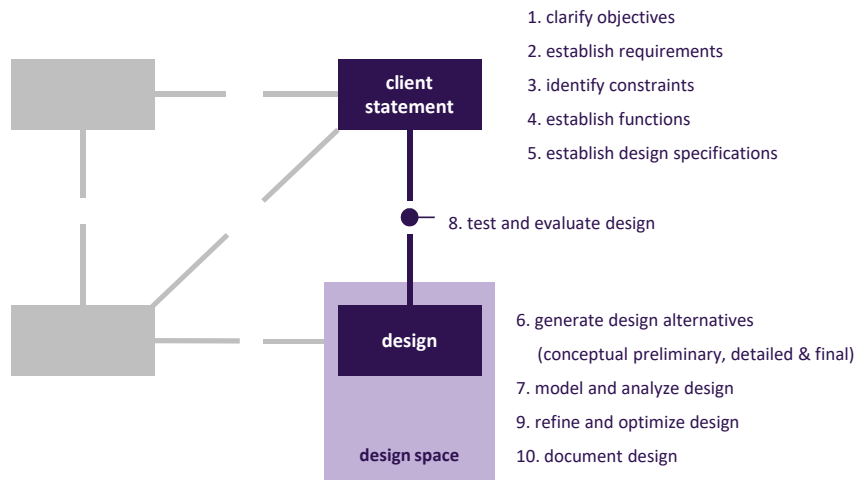 1. clarify objectives
2. establish requirements
3. identify constraints
4. establish functions
5. establish design specifications
client
statement
8. test and evaluate design
design
design space
6. generate design alternatives
(conceptual preliminary, detailed & final)
7. model and analyze design
9. refine and optimize design
10. document design